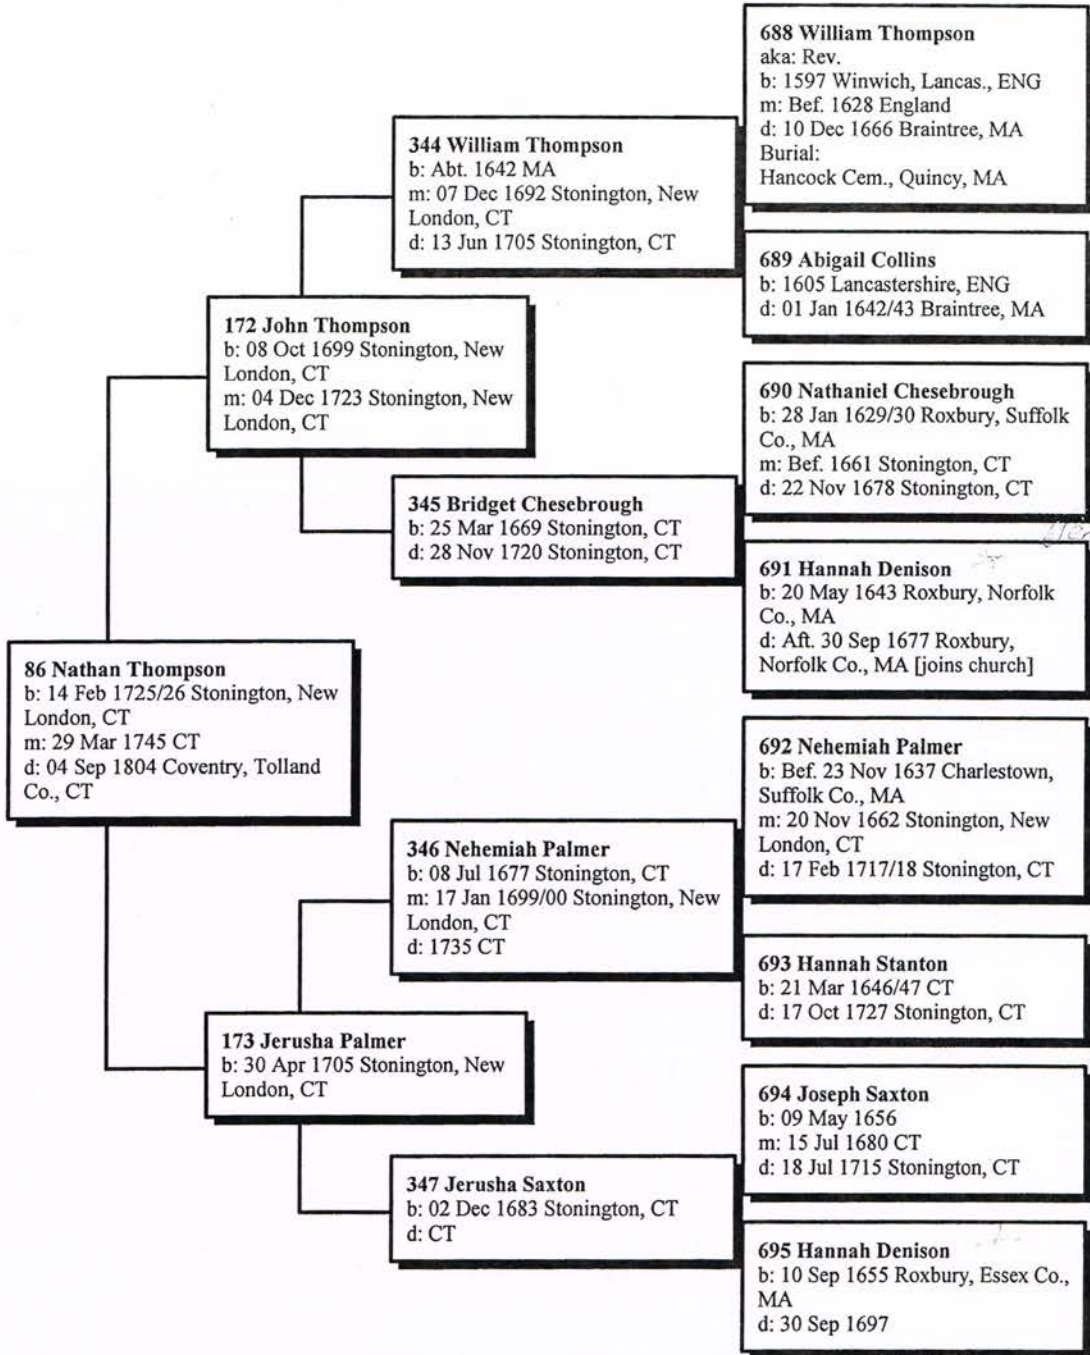 688 William Thompson
aka: Rev.
b: 1597 Winwich, Lancas., ENG
m: Bef. 1628 England
d: 10 Dec 1666 Braintree, MA
Burial:
Hancock Cem., Quincy, MA
344 William Thompson
b: Abt. 1642 MA
m: 07 Dec 1692 Stonington, New
London, CT
d: 13 Jun 1705 Stonington, CT
689 Abigail Collins
b: 1605 Lancastershire, ENG
d: 01 Jan 1642/43 Braintree, MA
172 John Thompson
b: 08 Oct 1699 Stonington, New
London, CT
m: 04 Dec 1723 Stonington, New
London, CT
690 Nathaniel Chesebrough
b: 28 Jan 1629/30 Roxbury, Suffolk
Co., MA
m: Bef. 1661 Stonington, CT
d: 22 Nov 1678 Stonington, CT
345 Bridget Chesebrough
b: 25 Mar 1669 Stonington, CT
d: 28 Nov 1720 Stonington, CT
691 Hannah Denison
b: 20 May 1643 Roxbury, Norfolk
Co., MA
d: Aft. 30 Sep 1677 Roxbury,
Norfolk Co., MA [joins church]
86 Nathan Thompson
b: 14 Feb 1725/26 Stonington, New
London, CT
m: 29 Mar 1745 CT
d: 04 Sep 1804 Coventry, Tolland
Co., CT
692 Nehemiah Palmer
b: Bef. 23 Nov 1637 Charlestown,
Suffolk Co., MA
m: 20 Nov 1662 Stonington, New
London, CT
d: 17 Feb 1717/18 Stonington, CT
346 Nehemiah Palmer
b: 08 Jul 1677 Stonington, CT
m: 17 Jan 1699/00 Stonington, New
London, CT
d: 1735 CT
693 Hannah Stanton
b: 21 Mar 1646/47 CT
d: 17 Oct 1727 Stonington, CT
173 Jerusha Palmer
b: 30 Apr 1705 Stonington, New
London, CT
694 Joseph Saxton
b: 09 May 1656
m: 15 Jul 1680 CT
d: 18 Jul 1715 Stonington, CT
347 Jerusha Saxton
b: 02 Dec 1683 Stonington, CT
d: CT
695 Hannah Denison
b: 10 Sep 1655 Roxbury, Essex Co.,
MA
d: 30 Sep 1697